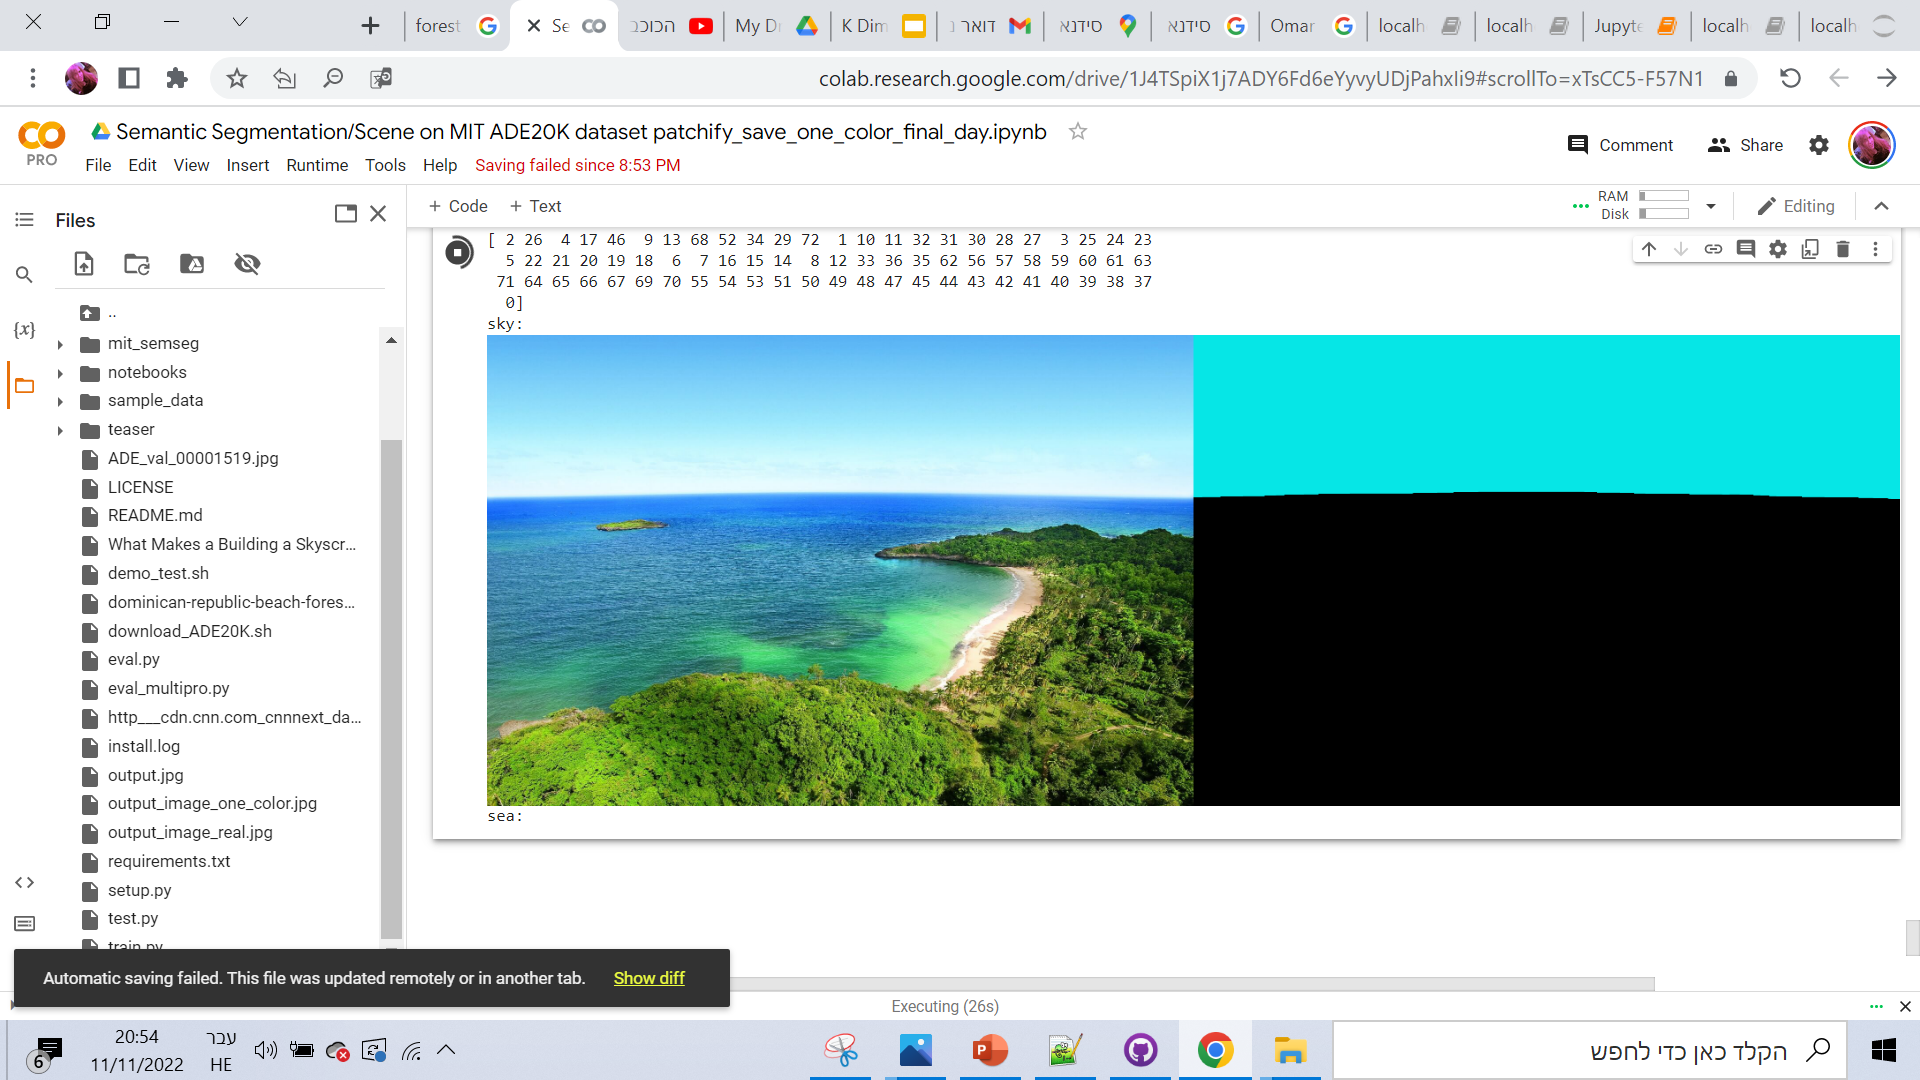 forest
Se
הכוכב
My Dr
K Dim
דואר נ
סידנא
סידנא
Omar
localh
localh
Jupyte
localh
localh
colab.research.google.com/drive/1J4TSpiX1j7ADY6Fd6eYyvyUDjPahxIi9#scrollTo=xTsCC5-F57N1
CO
PRO
Semantic Segmentation/Scene on MIT ADE20K dataset patchify_save_one_color_final_day.ipynb
Comment
Share
File Edit View Insert Runtime Tools Help Saving failed since 8:53 PM
Files
+ Code + Text
RAM
Disk
Editing
{x}
..
mit_semseg
notebooks
sample_data
teaser
ADE_val_00001519.jpg
LICENSE
README.md
What Makes a Building a Skyscr...
demo_test.sh
dominican-republic-beach-fores...
download_ADE20K.sh
eval.py
eval_multipro.py
http___cdn.cnn.com_cnnnext_da...
install.log
output.jpg
output_image_one_color.jpg
output_image_real.jpg
requirements.txt
setup.py
test.py
train.py
[ 2 26 4 17 46 9 13 68 52 34 29 72 1 10 11 32 31 30 28 27 3 25 24 23
5 22 21 20 19 18 6 7 16 15 14 8 12 33 36 35 62 56 57 58 59 60 61 63
71 64 65 66 67 69 70 55 54 53 51 50 49 48 47 45 44 43 42 41 40 39 38 37
0]
sky:
sea:
Automatic saving failed. This file was updated remotely or in another tab. Show diff
Executing (26s)
6
20:54
11/11/2022
עבר
HE
P
הקלד כאן כדי לחפש